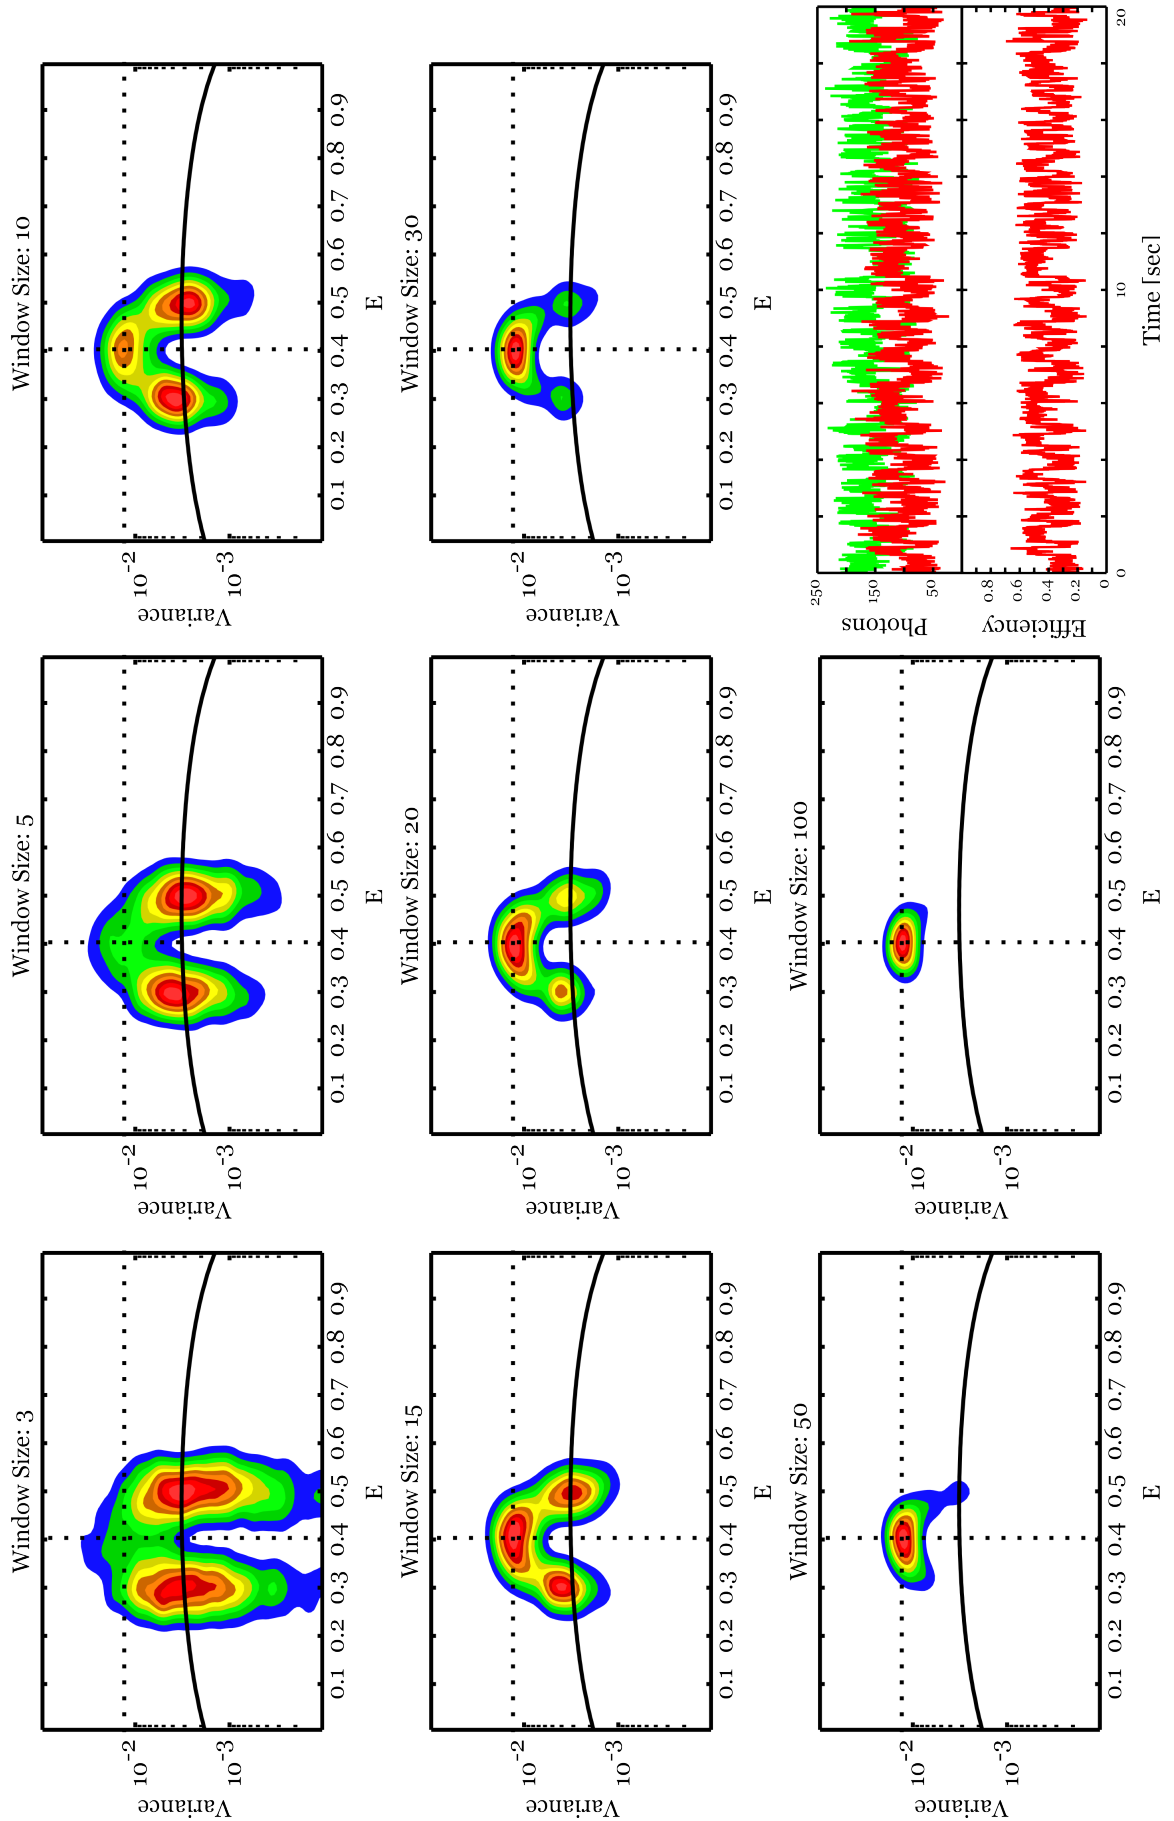 Window Size: 3
Variance
10-2
10-3
0.1 0.2 0.3 0.4 0.5 0.6 0.7 0.8 0.9
E
Window Size: 5
Variance
10-2
10-3
0.1 0.2 0.3 0.4 0.5 0.6 0.7 0.8 0.9
E
Window Size: 10
Variance
10-2
10-3
0.1 0.2 0.3 0.4 0.5 0.6 0.7 0.8 0.9
E
Window Size: 15
Variance
10-2
10-3
0.1 0.2 0.3 0.4 0.5 0.6 0.7 0.8 0.9
E
Window Size: 20
Variance
10-2
10-3
0.1 0.2 0.3 0.4 0.5 0.6 0.7 0.8 0.9
E
Window Size: 30
Variance
10-2
10-3
0.1 0.2 0.3 0.4 0.5 0.6 0.7 0.8 0.9
E
Window Size: 50
Variance
10-2
10-3
0.1 0.2 0.3 0.4 0.5 0.6 0.7 0.8 0.9
E
Window Size: 100
Variance
10-2
10-3
0.1 0.2 0.3 0.4 0.5 0.6 0.7 0.8 0.9
E
Photons
250
150
50
Efficiency
0.8
0.6
0.4
0.2
0
0 10 20
Time [sec]